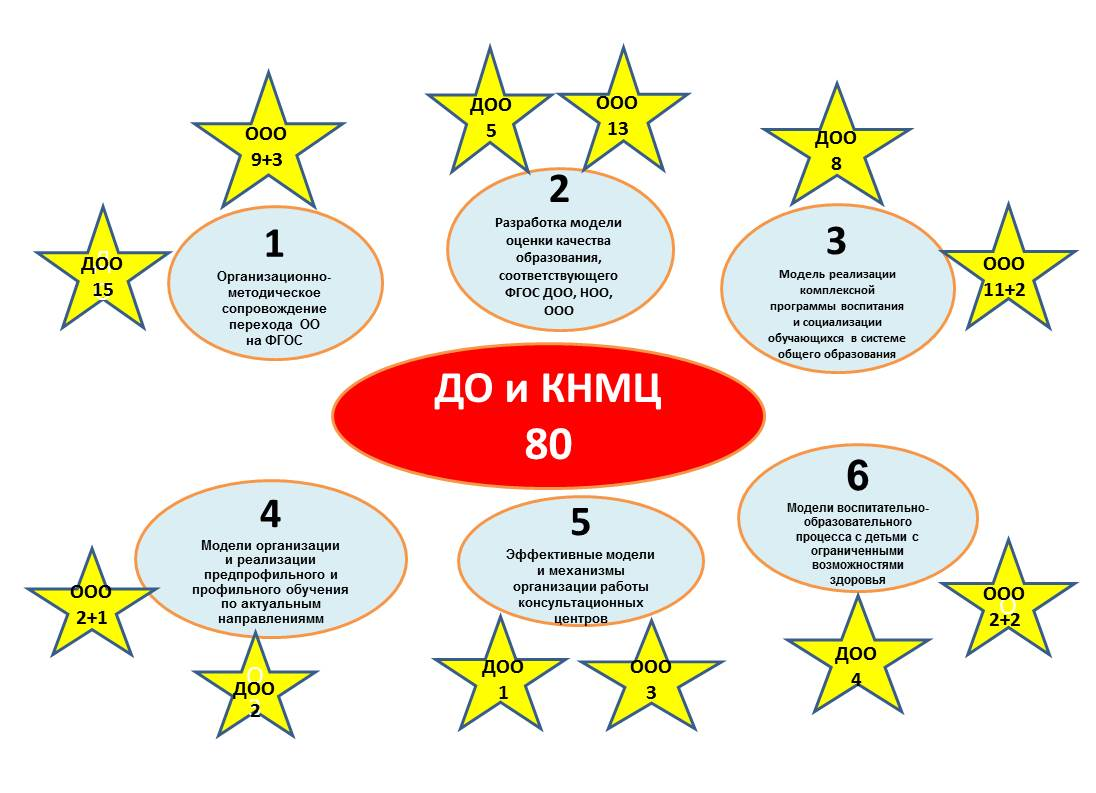 ООО
9+3
ДОО
15
1
Организационно-
методическое
сопровождение
перехода ОО
на ФГОС
ДОО
5
ООО
13
2
Разработка модели
оценки качества
образования,
соответствующего
ФГОС ДОО, НОО,
ООО
ДОО
8
ООО
11+2
3
Модель реализации
комплексной
программы воспитания
и социализации
обучающихся в системе
общего образования
ДО и КНМЦ
80
4
Модели организации
и реализации
предпрофильного и
профильного обучения
по актуальным
направлениямм
ООО
2+1
ДОО
2
5
Эффективные модели
и механизмы
организации работы
консультационных
центров
ДОО
1
ООО
3
6
Модели воспитательно-
образовательного
процесса с детьми с
ограниченными
возможностями
здоровья
ООО
2+2
ДОО
4